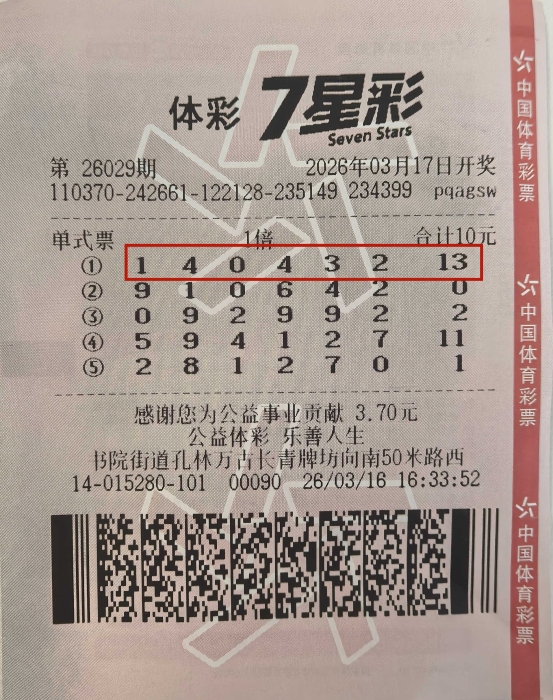 体彩 7星彩
Seven Stars
第 26029期 2026年03月17日开奖
110370-242661-122128-235149 234399 pqagsw
单式票 1倍 合计10元
① 1 4 0 4 3 2 13
② 9 1 0 6 4 2 0
③ 0 9 2 9 9 2 2
④ 5 9 4 1 2 7 11
⑤ 2 8 1 2 7 0 1
感谢您为公益事业贡献 3.70元
公益体彩 乐善人生
书院街道孔林万古长青牌坊向南50米路西
14-015280-101 00090 26/03/16 16:33:52
中国体育彩票
中国体育彩票
中国体育彩票